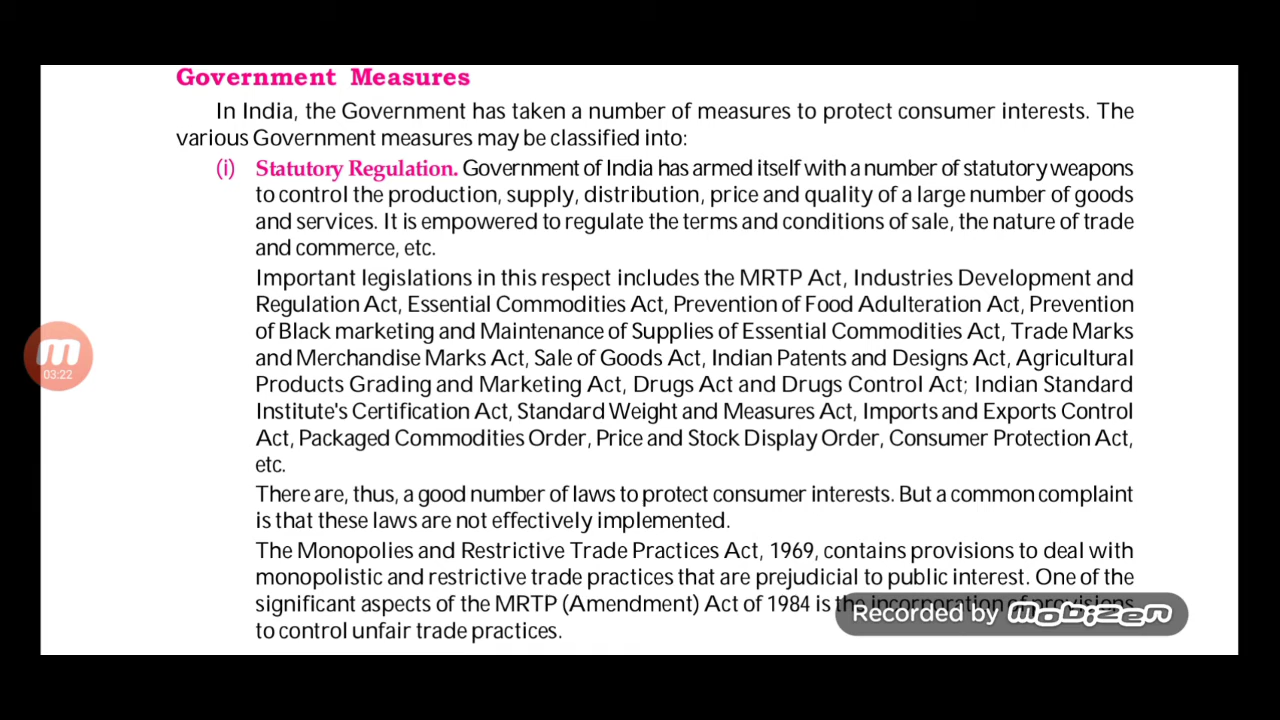 Government Measures
In India, the Government has taken a number of measures to protect consumer interests. The
various Government measures may be classified into:
(i) Statutory Regulation. Government of India has armed itself with a number of statutory weapons
to control the production, supply, distribution, price and quality of a large number of goods
and services. It is empowered to regulate the terms and conditions of sale, the nature of trade
and commerce, etc.
Important legislations in this respect includes the MRTP Act, Industries Development and
Regulation Act, Essential Commodities Act, Prevention of Food Adulteration Act, Prevention
of Black marketing and Maintenance of Supplies of Essential Commodities Act, Trade Marks
and Merchandise Marks Act, Sale of Goods Act, Indian Patents and Designs Act, Agricultural
Products Grading and Marketing Act, Drugs Act and Drugs Control Act; Indian Standard
Institute's Certification Act, Standard Weight and Measures Act, Imports and Exports Control
Act, Packaged Commodities Order, Price and Stock Display Order, Consumer Protection Act,
etc.
There are, thus, a good number of laws to protect consumer interests. But a common complaint
is that these laws are not effectively implemented.
The Monopolies and Restrictive Trade Practices Act, 1969, contains provisions to deal with
monopolistic and restrictive trade practices that are prejudicial to public interest. One of the
significant aspects of the MRTP (Amendment) Act of 1984 is the incorporation of provisions
to control unfair trade practices.
m
03:22
Recorded by mobizen